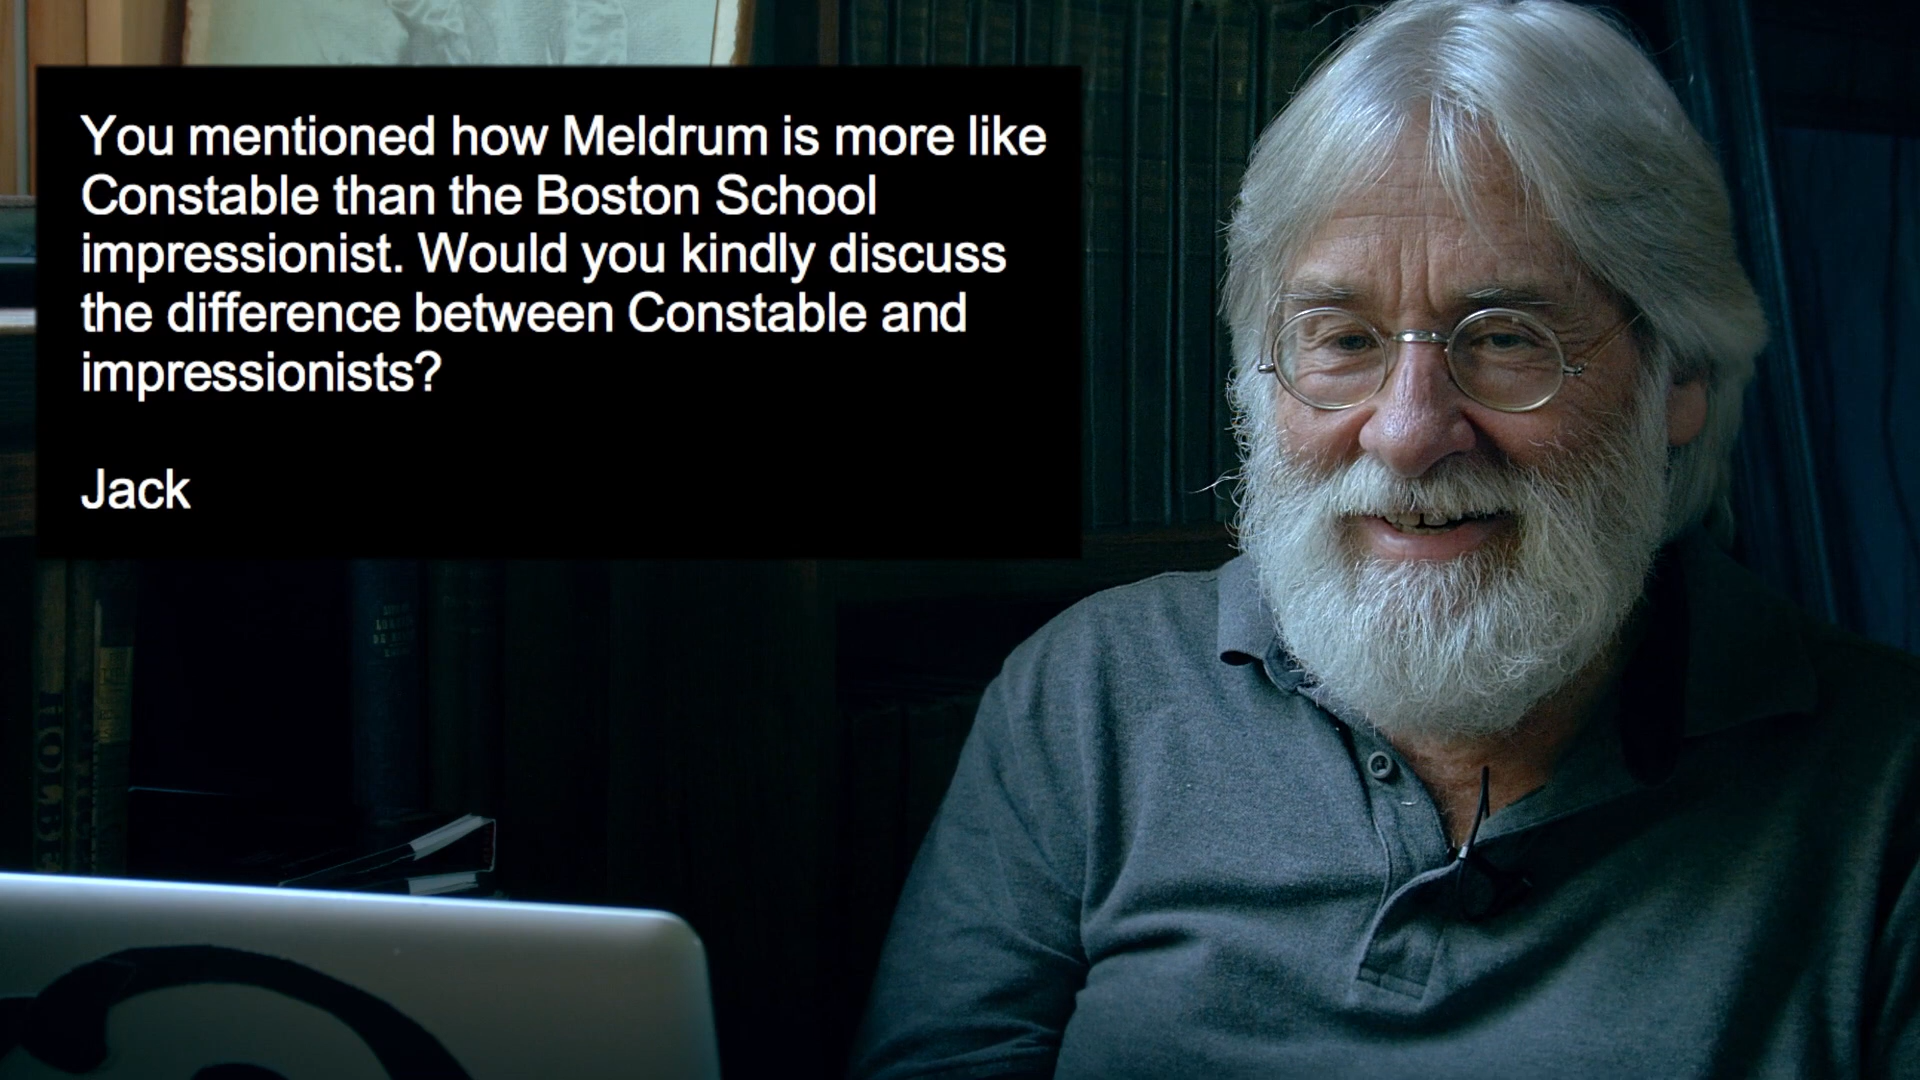 You mentioned how Meldrum is more like
Constable than the Boston School
impressionist. Would you kindly discuss
the difference between Constable and
impressionists?
Jack